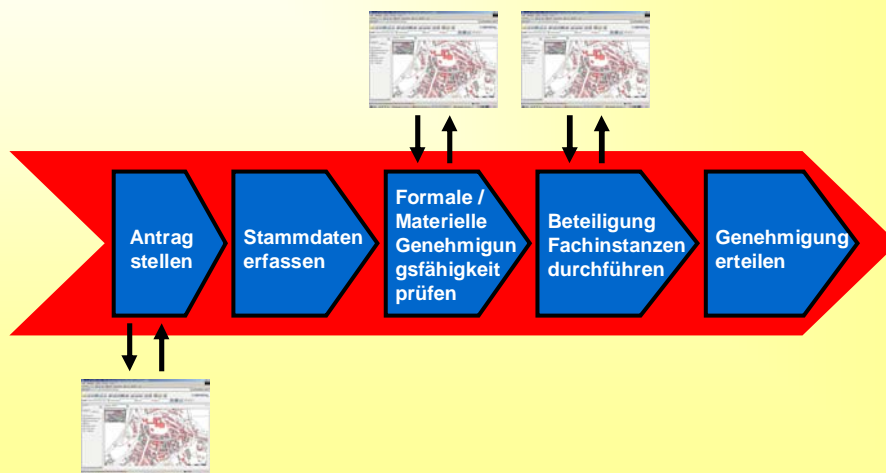 Antrag
stellen
Stammdaten
erfassen
Formale /
Materielle
Genehmigun
gsfähigkeit
prüfen
Beteiligung
Fachinstanzen
durchführen
Genehmigung
erteilen